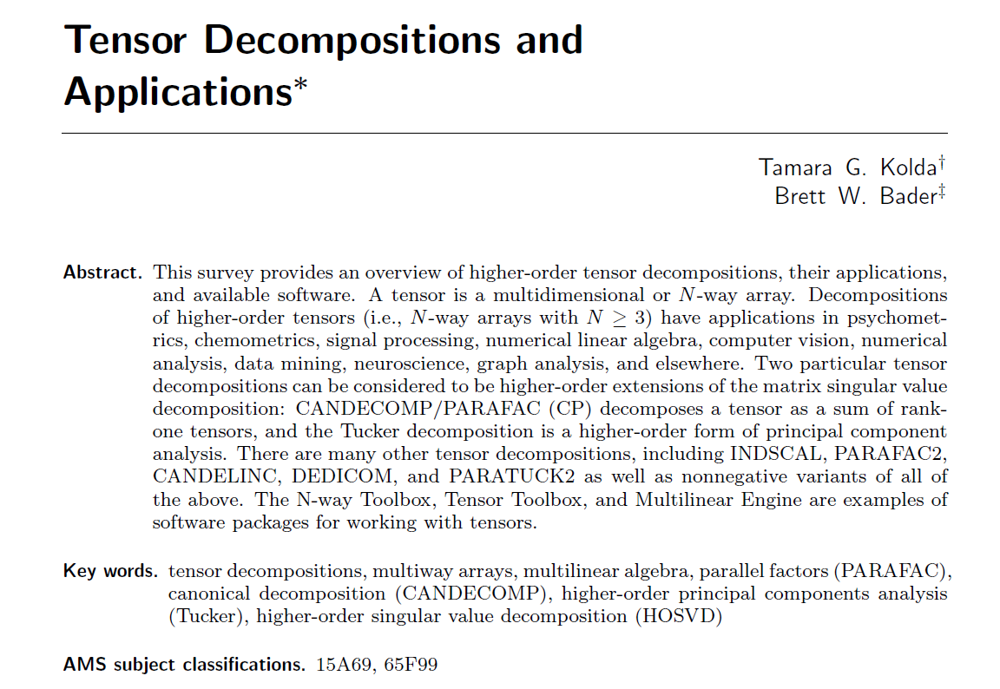 Tensor Decompositions and
Applications*
Tamara G. Kolda†
Brett W. Bader‡
Abstract. This survey provides an overview of higher-order tensor decompositions, their applications,
and available software. A tensor is a multidimensional or N-way array. Decompositions
of higher-order tensors (i.e., N-way arrays with N ≥ 3) have applications in psychomet-
rics, chemometrics, signal processing, numerical linear algebra, computer vision, numerical
analysis, data mining, neuroscience, graph analysis, and elsewhere. Two particular tensor
decompositions can be considered to be higher-order extensions of the matrix singular value
decomposition: CANDECOMP/PARAFAC (CP) decomposes a tensor as a sum of rank-
one tensors, and the Tucker decomposition is a higher-order form of principal component
analysis. There are many other tensor decompositions, including INDSCAL, PARAFAC2,
CANDELINC, DEDICOM, and PARATUCK2 as well as nonnegative variants of all of
the above. The N-way Toolbox, Tensor Toolbox, and Multilinear Engine are examples of
software packages for working with tensors.
Key words. tensor decompositions, multiway arrays, multilinear algebra, parallel factors (PARAFAC),
canonical decomposition (CANDECOMP), higher-order principal components analysis
(Tucker), higher-order singular value decomposition (HOSVD)
AMS subject classifications. 15A69, 65F99